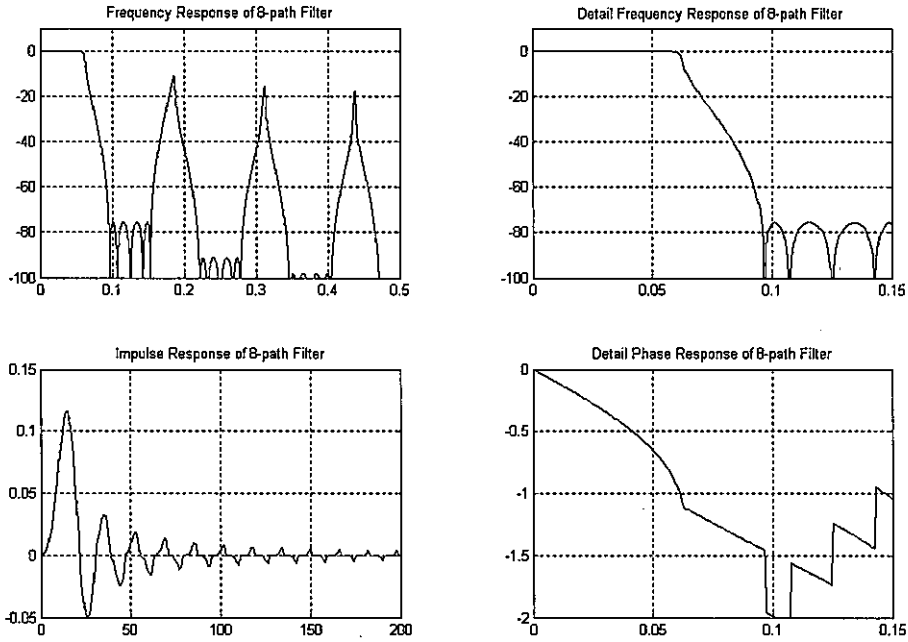 Frequency Response of 8-path Filter
0
-20
-40
-60
-80
-100
0 0.1 0.2 0.3 0.4 0.5
Detail Frequency Response of 8-path Filter
0
-20
-40
-60
-80
-100
0 0.05 0.1 0.15
Impulse Response of 8-path Filter
0.15
0.1
0.05
0
-0.05
0 50 100 150 200
Detail Phase Response of 8-path Filter
0
-0.5
-1
-1.5
-2
0 0.05 0.1 0.15